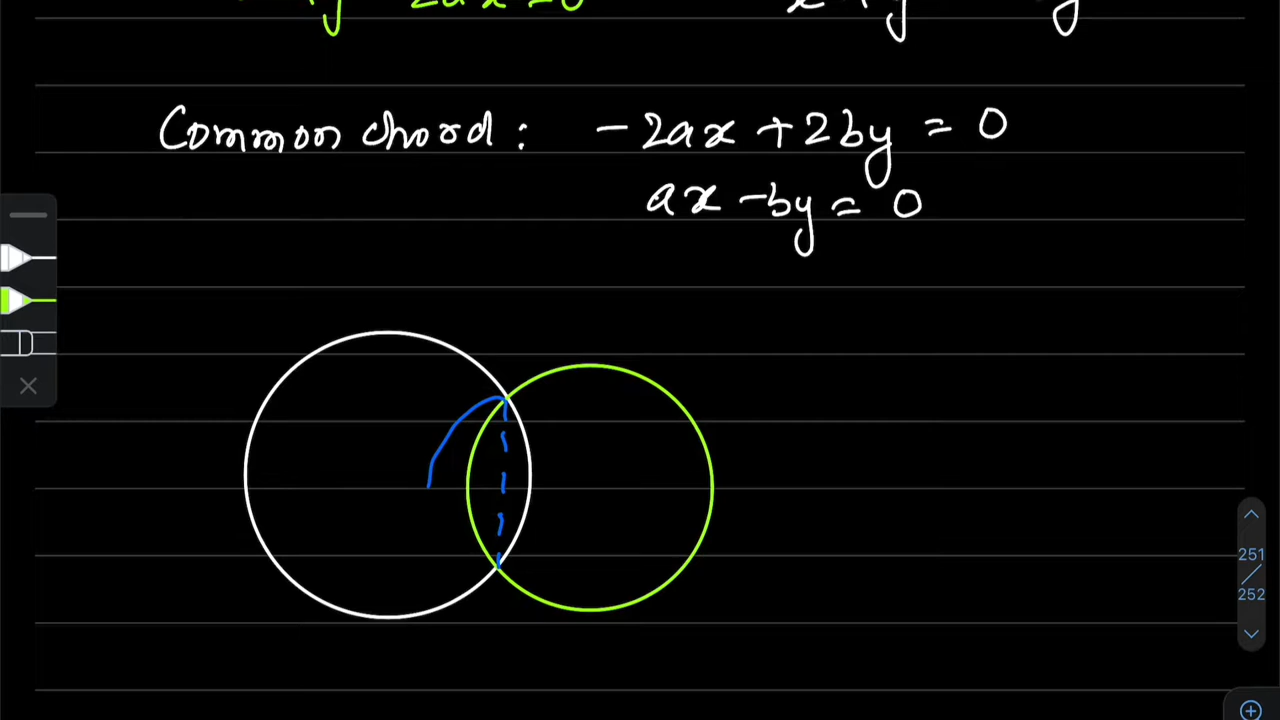 Common chord: -2ax + 2by = 0
ax - by = 0
251
252